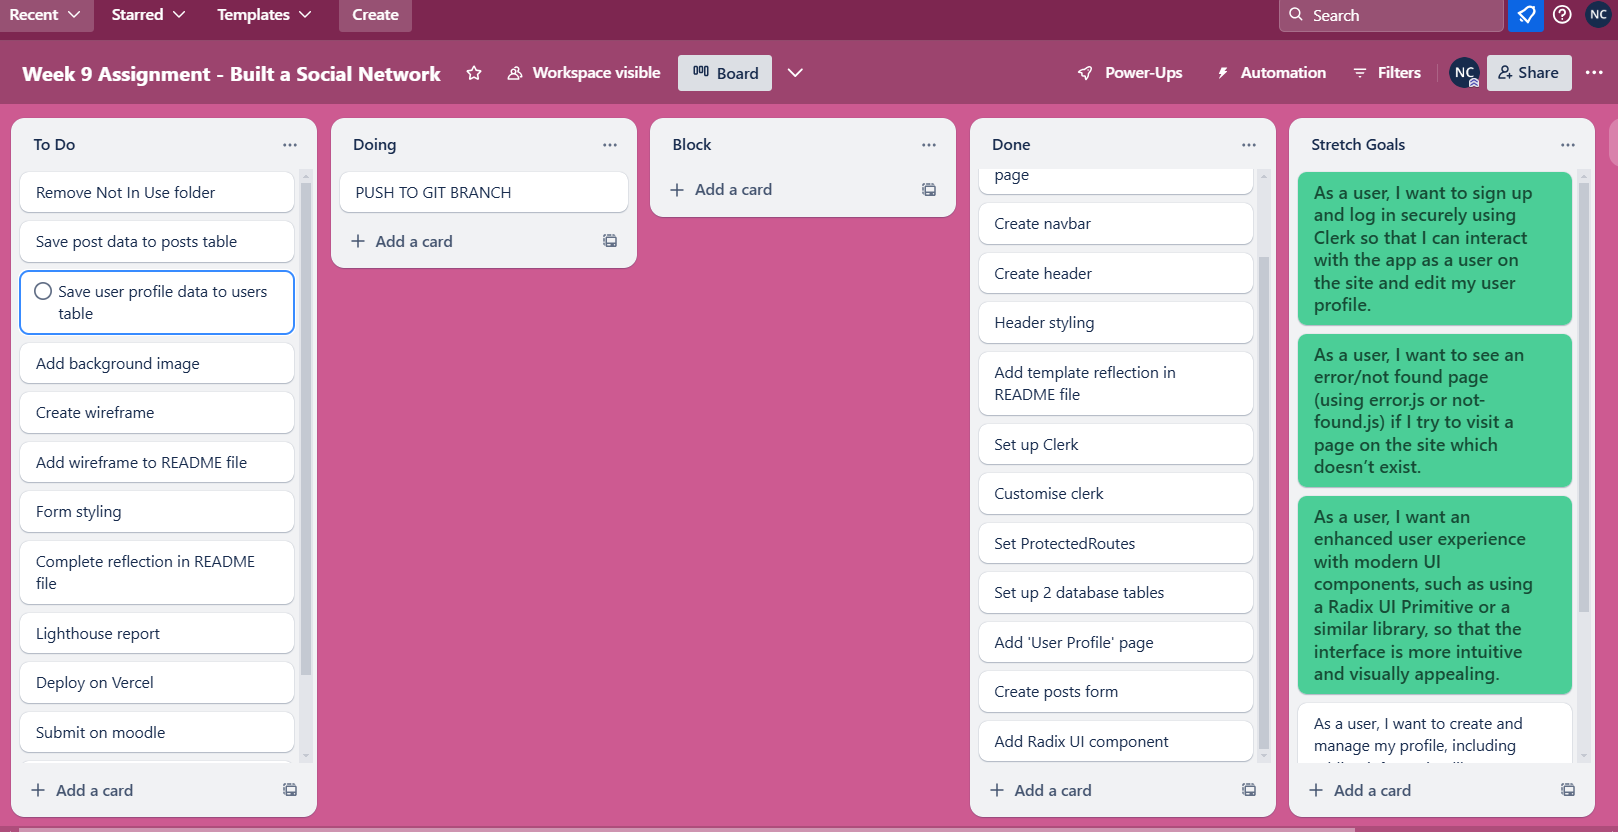 Recent
Starred
Templates
Create
Search
NC
Week 9 Assignment - Built a Social Network
Workspace visible
Board
Power-Ups
Automation
Filters
NC
Share
To Do
Remove Not In Use folder
Save post data to posts table
Save user profile data to users
table
Add background image
Create wireframe
Add wireframe to README file
Form styling
Complete reflection in README
file
Lighthouse report
Deploy on Vercel
Submit on moodle
Add a card
Doing
PUSH TO GIT BRANCH
Add a card
Block
Add a card
Done
page
Create navbar
Create header
Header styling
Add template reflection in
README file
Set up Clerk
Customise clerk
Set ProtectedRoutes
Set up 2 database tables
Add 'User Profile' page
Create posts form
Add Radix UI component
Add a card
Stretch Goals
As a user, I want to sign up
and log in securely using
Clerk so that I can interact
with the app as a user on
the site and edit my user
profile.
As a user, I want to see an
error/not found page
(using error.js or not-
found.js) if I try to visit a
page on the site which
doesn’t exist.
As a user, I want an
enhanced user experience
with modern UI
components, such as using
a Radix UI Primitive or a
similar library, so that the
interface is more intuitive
and visually appealing.
As a user, I want to create and
manage my profile, including
Add a card